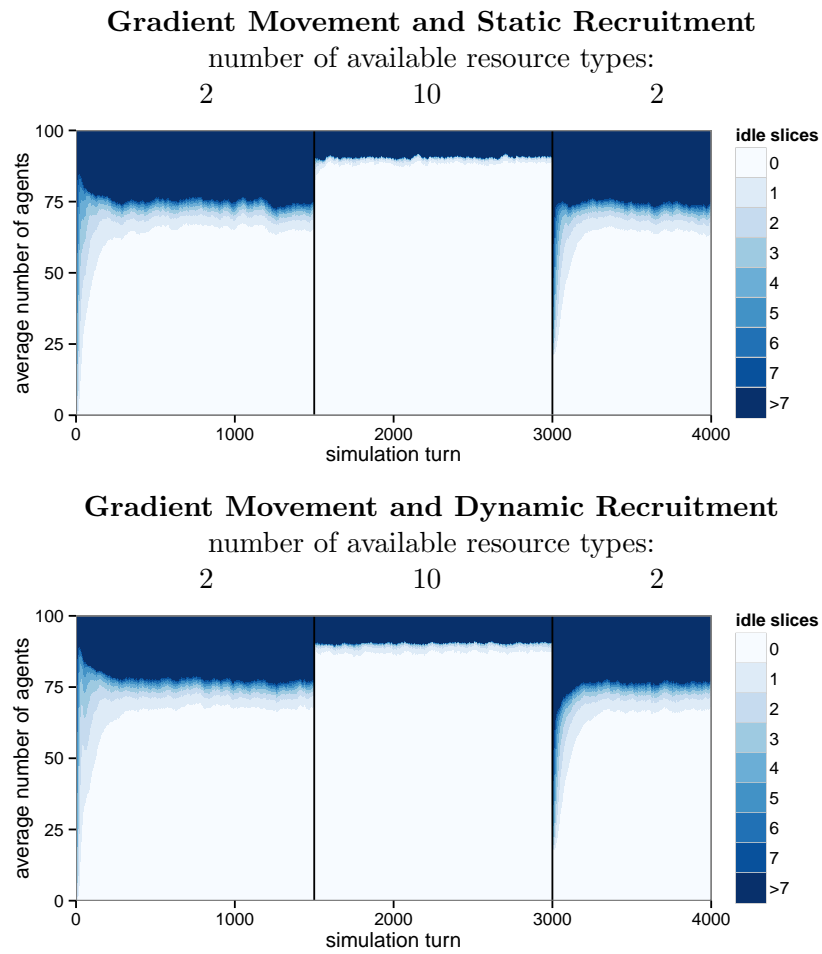 Gradient Movement and Static Recruitment
number of available resource types:
2 10 2
idle slices
100
75
50
25
0
average number of agents
0
1
2
3
4
5
6
7
>7
0 1000 2000 3000 4000
simulation turn
Gradient Movement and Dynamic Recruitment
number of available resource types:
2 10 2
idle slices
100
75
50
25
0
average number of agents
0
1
2
3
4
5
6
7
>7
0 1000 2000 3000 4000
simulation turn